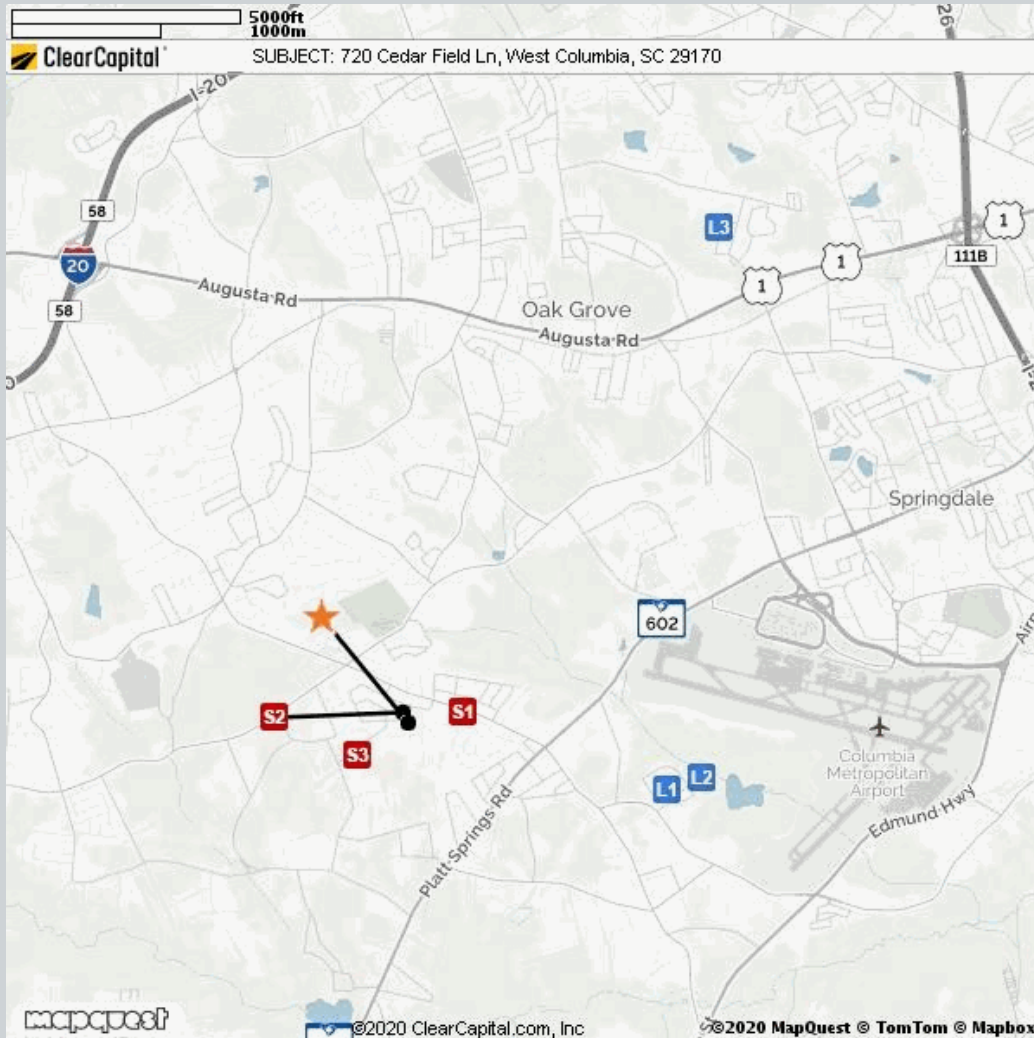 5000ft
1000m
26
ClearCapital
SUBJECT: 720 Cedar Field Ln, West Columbia, SC 29170
I-20
58
L3
1
1
111B
20
1
58
Augusta Rd
Oak Grove
Augusta Rd
Springdale
602
S2
S1
S3
Columbia
Metropolitan
Airport
L1
L2
Edmund Hwy
Platt Springs Rd
mapquest
©2020 ClearCapital.com, Inc
©2020 MapQuest © TomTom © Mapbox